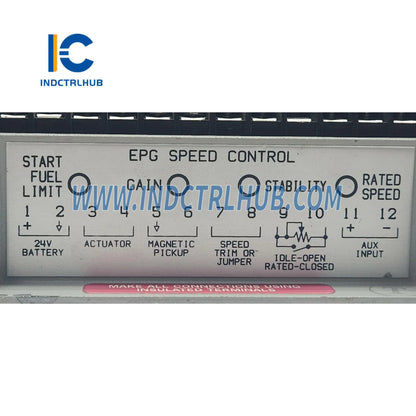 IC
INDCTRLHUB
EPG SPEED CONTROL
START FUEL LIMIT
GAIN
STABILITY
RATED SPEED
WWW.INDCTRLHUB.COM
1 2 3 4 5 6 7 8 9 10 11 12
+ - + -
24V BATTERY
ACTUATOR
MAGNETIC PICKUP
SPEED TRIM OR JUMPER
IDLE-OPEN
RATED-CLOSED
AUX INPUT
MAKE ALL CONNECTIONS USING
INSULATED TERMINALS